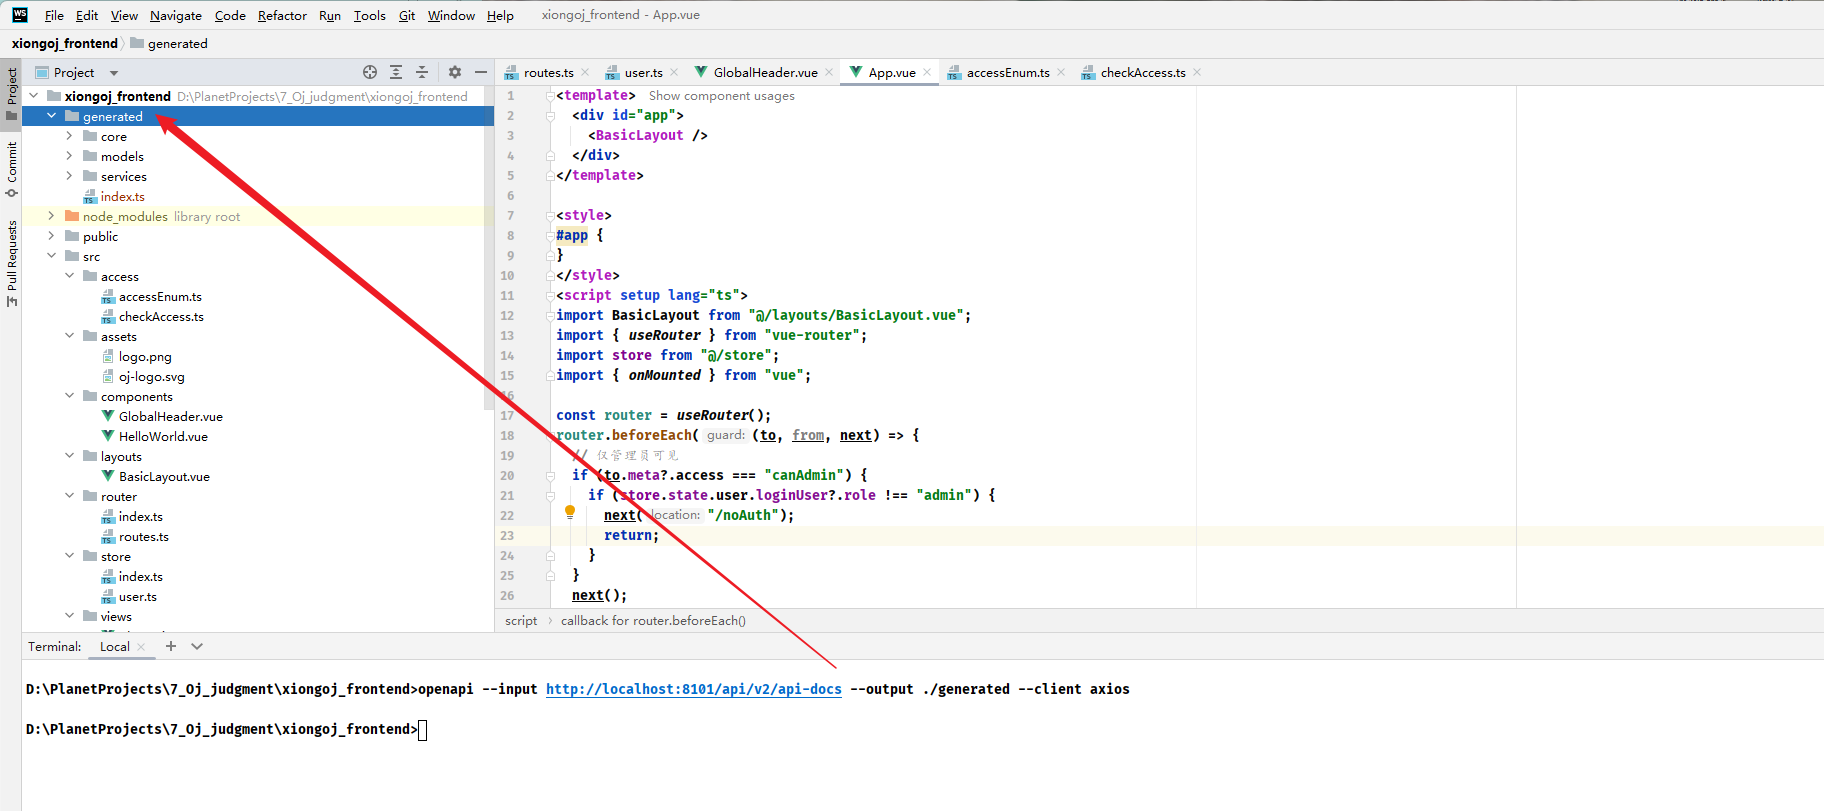 WS File Edit View Navigate Code Refactor Run Tools Git Window Help xiongoj_frontend - App.vue
xiongoj_frontend generated
Project
Commit
Pull Requests
Project
routes.ts user.ts GlobalHeader.vue App.vue accessEnum.ts checkAccess.ts
xiongoj_frontend D:\PlanetProjects\7_Oj_judgment\xiongoj_frontend
generated
core
models
services
index.ts
node_modules library root
public
src
access
accessEnum.ts
checkAccess.ts
assets
logo.png
oj-logo.svg
components
GlobalHeader.vue
HelloWorld.vue
layouts
BasicLayout.vue
router
index.ts
routes.ts
store
index.ts
user.ts
views
1 <template> Show component usages
2 <div id="app">
3 <BasicLayout />
4 </div>
5 </template>
6
7 <style>
8 #app {
9 }
10 </style>
11 <script setup lang="ts">
12 import BasicLayout from "@/layouts/BasicLayout.vue";
13 import { useRouter } from "vue-router";
14 import store from "@/store";
15 import { onMounted } from "vue";
16
17 const router = useRouter();
18 router.beforeEach( guard: (to, from, next) => {
19 // 仅管理员可见
20 if (to.meta?.access === "canAdmin") {
21 if (store.state.user.loginUser?.role !== "admin") {
22 next( location: "/noAuth");
23 return;
24 }
25 }
26 next();
script callback for router.beforeEach()
Terminal: Local
D:\PlanetProjects\7_Oj_judgment\xiongoj_frontend>openapi --input http://localhost:8101/api/v2/api-docs --output ./generated --client axios
D:\PlanetProjects\7_Oj_judgment\xiongoj_frontend>